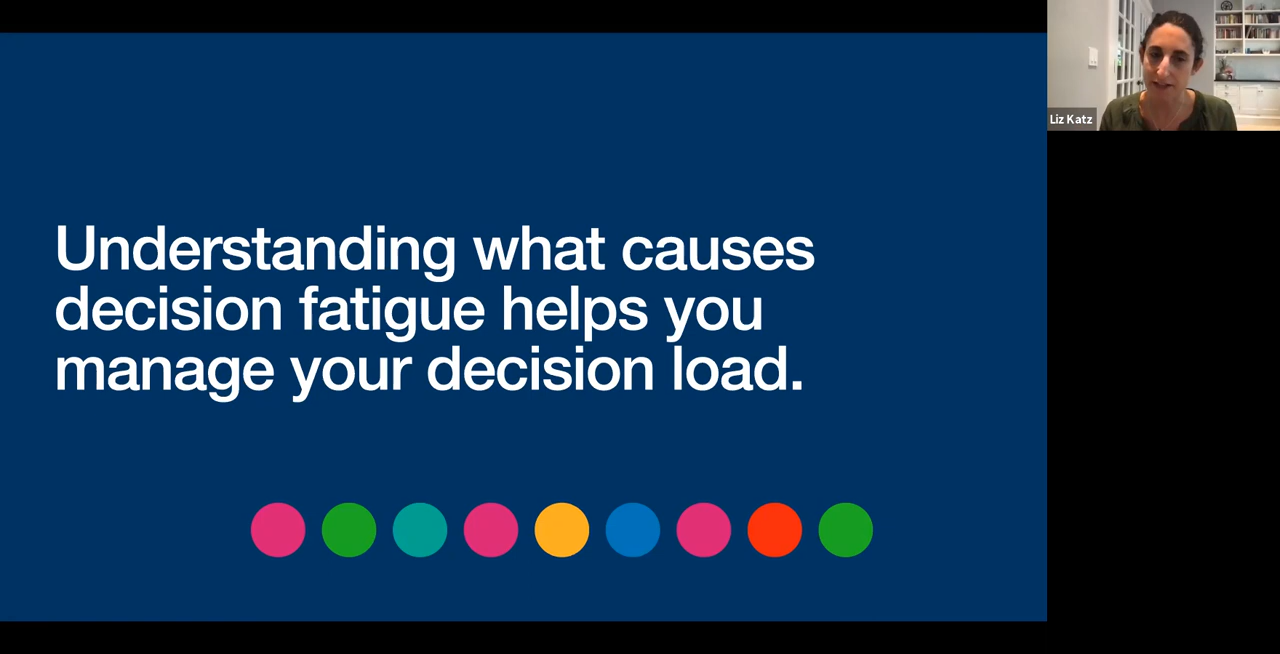 Understanding what causes
decision fatigue helps you
manage your decision load.
Liz Katz